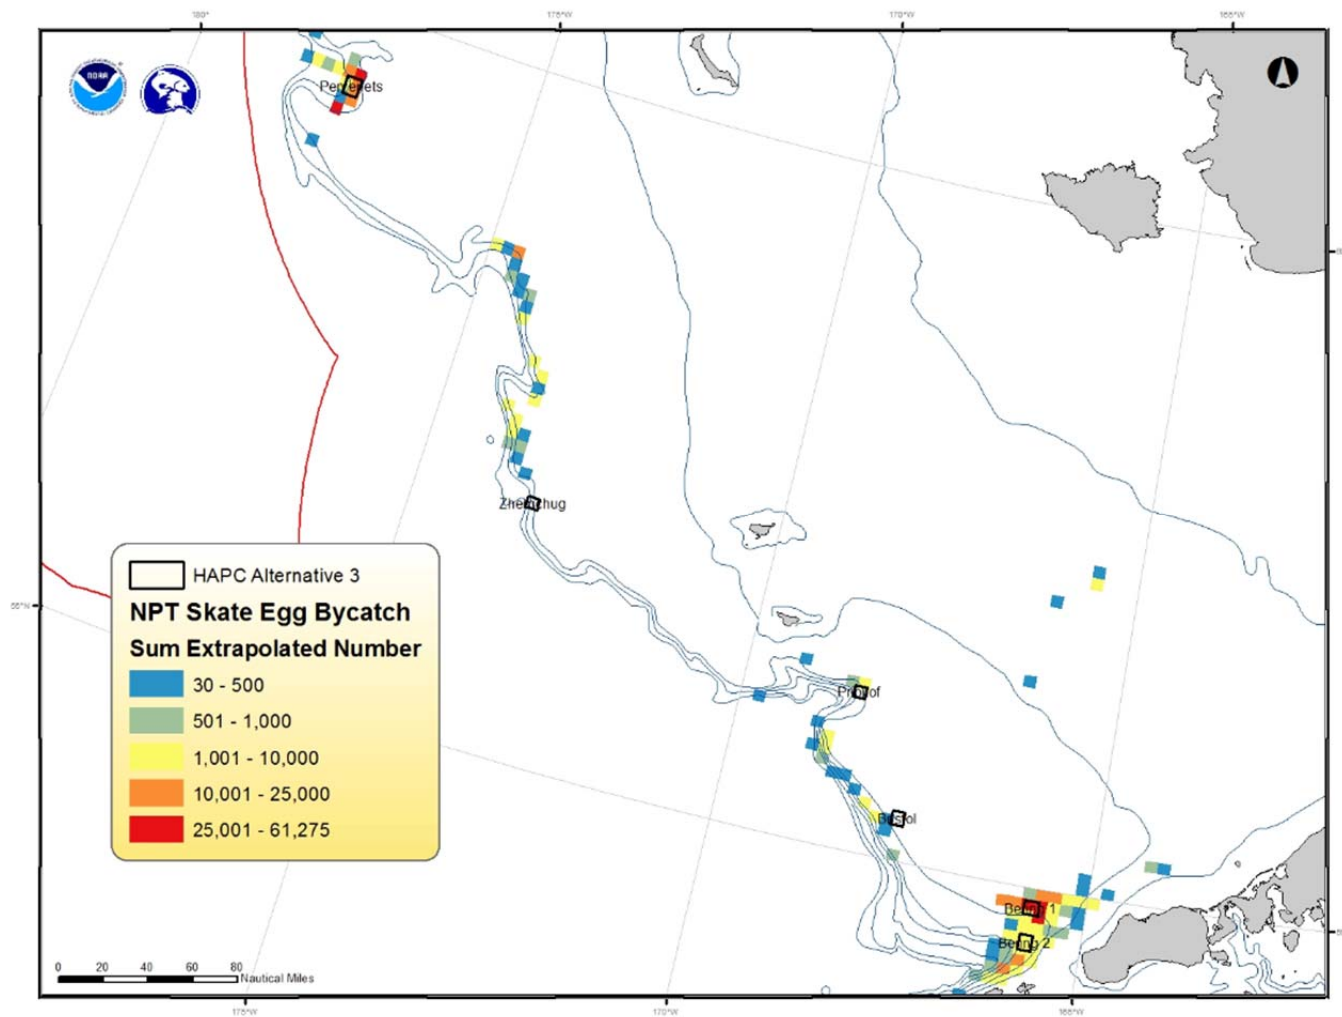 180°
175°W
170°W
165°W
NOAA
Pervenets
Zhemchug
55°N
HAPC Alternative 3
NPT Skate Egg Bycatch
Sum Extrapolated Number
30 - 500
501 - 1,000
1,001 - 10,000
10,001 - 25,000
25,001 - 61,275
Pribilof
Bristol
Bering 1
Bering 2
0 20 40 60 80
Nautical Miles
175°W
170°W
165°W